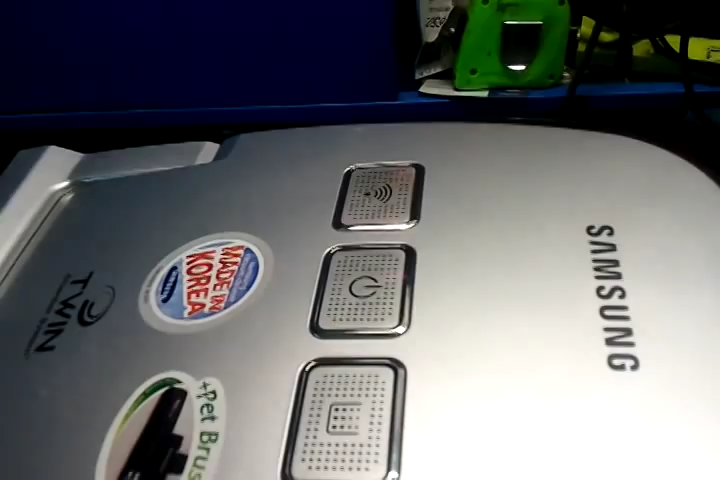 SAMSUNG
MADE IN
KOREA
TWIN
+Pet Brus